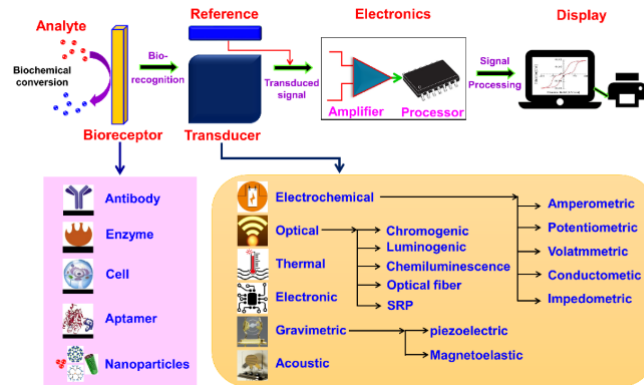 Analyte
Reference
Electronics
Display
Biochemical
conversion
Bio-
recognition
Transduced
signal
Amplifier
Processor
Signal
Processing
Bioreceptor
Transducer
Antibody
Enzyme
Cell
Aptamer
Nanoparticles
Electrochemical
Optical
Thermal
Electronic
Gravimetric
Acoustic
Chromogenic
Luminogenic
Chemiluminescence
Optical fiber
SRP
piezoelectric
Magnetoelastic
Amperometric
Potentiometric
Volatmmetric
Conductometic
Impedometric